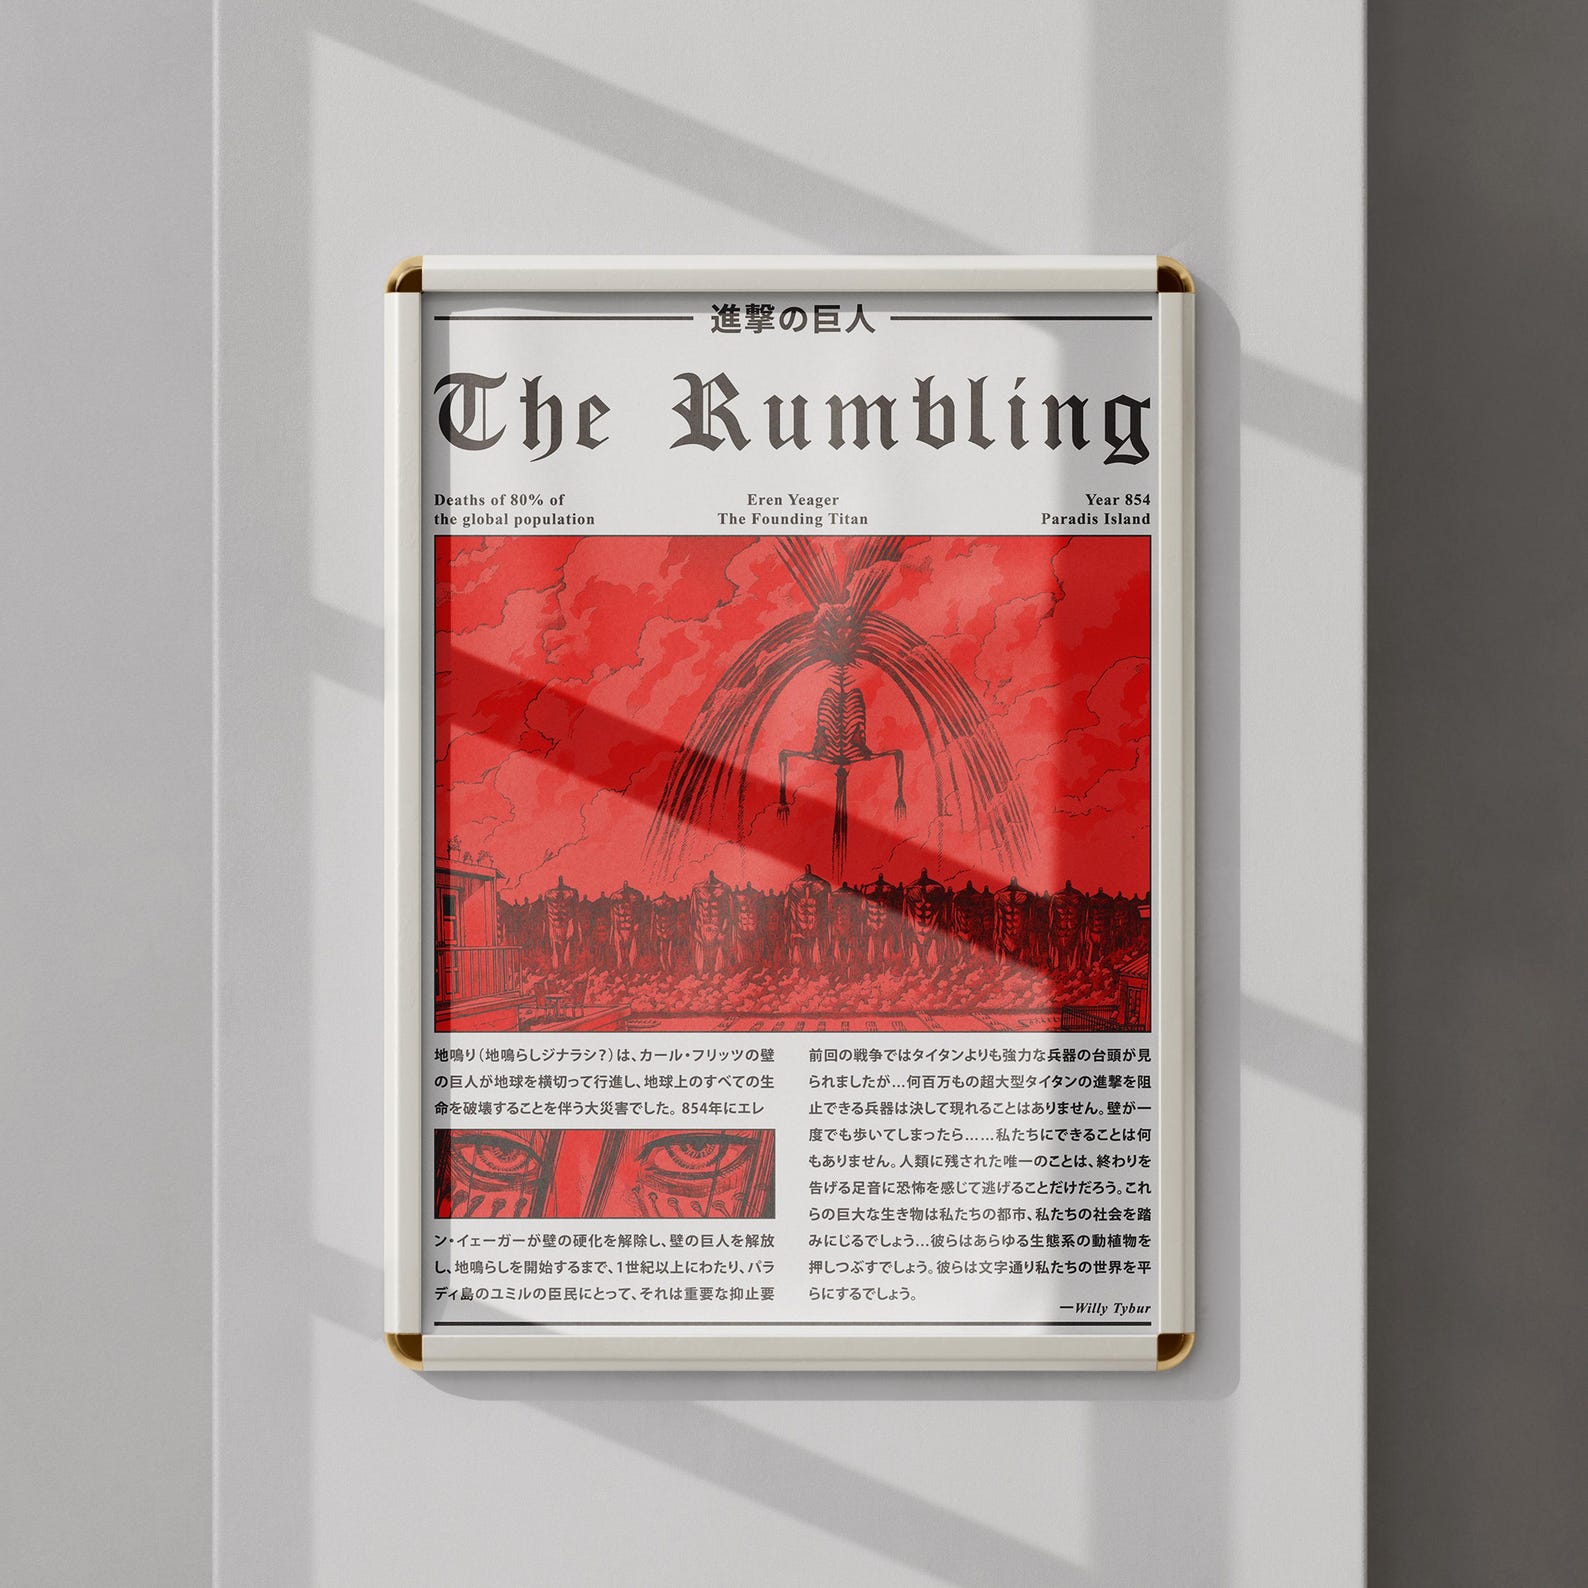 進撃の巨人
The Rumbling
Deaths of 80% of
the global population
Eren Yeager
The Founding Titan
Year 854
Paradis Island
地鳴り（地鳴らしジナラシ?）は、カール・フリッツの壁
の巨人が地球を横切って行進し、地球上のすべての生
命を破壊することを伴う大災害でした。854年にエレ
ン・イェーガーが壁の硬化を解除し、壁の巨人を解放
し、地鳴らしを開始するまで、1世紀以上にわたり、パラ
ディ島のユミルの臣民にとって、それは重要な抑止要
前回の戦争ではタイタンよりも強力な兵器の台頭が見
られましたが...何百万もの超大型タイタンの進撃を阻
止できる兵器は決して現れることはありません。壁が一
度でも歩いてしまったら……私たちにできることは何
もありません。人類に残された唯一のことは、終わりを
告げる足音に恐怖を感じて逃げることだけだろう。これ
らの巨大な生き物は私たちの都市、私たちの社会を踏
みにじるでしょう...彼らはあらゆる生態系の動植物を
押しつぶすでしょう。彼らは文字通り私たちの世界を平
らにするでしょう。
—Willy Tybur